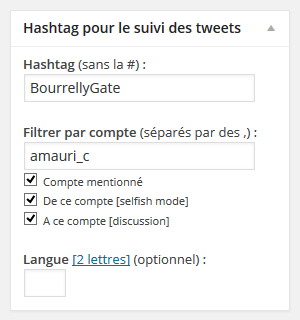 Hashtag pour le suivi des tweets
Hashtag (sans la #) :
BourrellyGate
Filtrer par compte (séparés par des ,) :
amauri_c
Compte mentionné
De ce compte [selfish mode]
A ce compte [discussion]
Langue [2 lettres] (optionnel) :